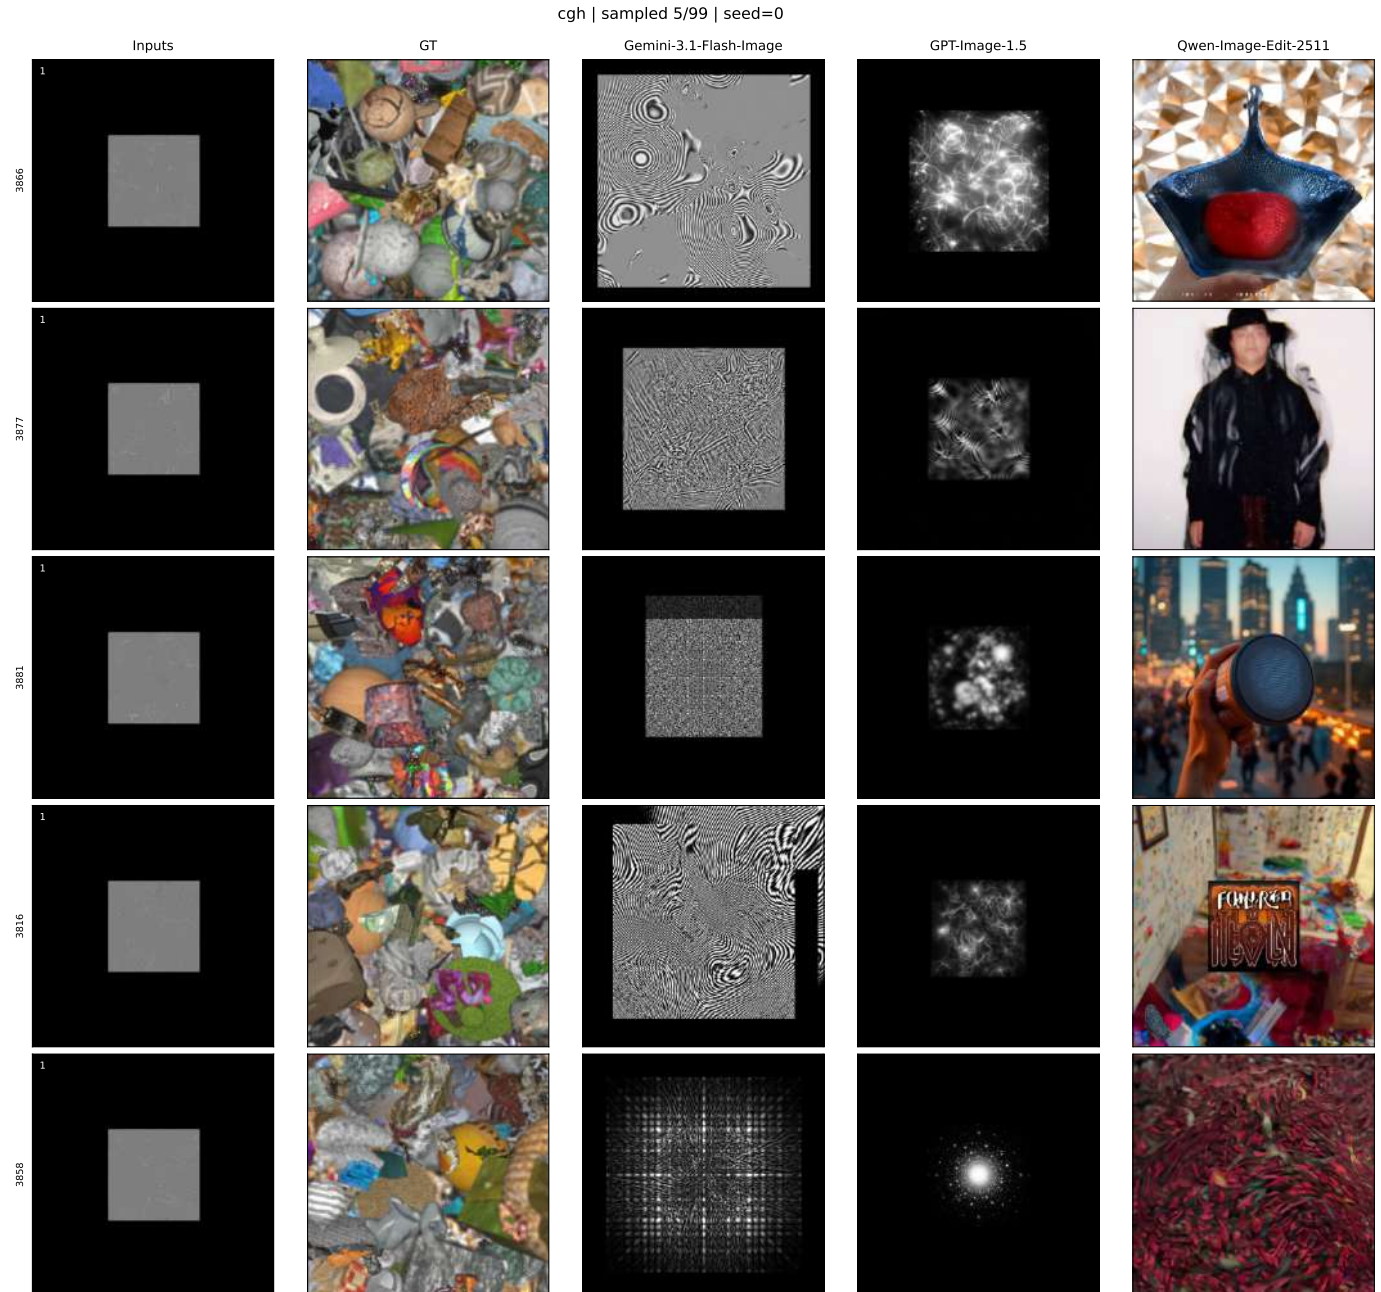 cgh | sampled 5/99 | seed=0
Inputs GT Gemini-3.1-Flash-Image GPT-Image-1.5 Qwen-Image-Edit-2511
3866 1
3877 1
3881 1
3816 1
3858 1